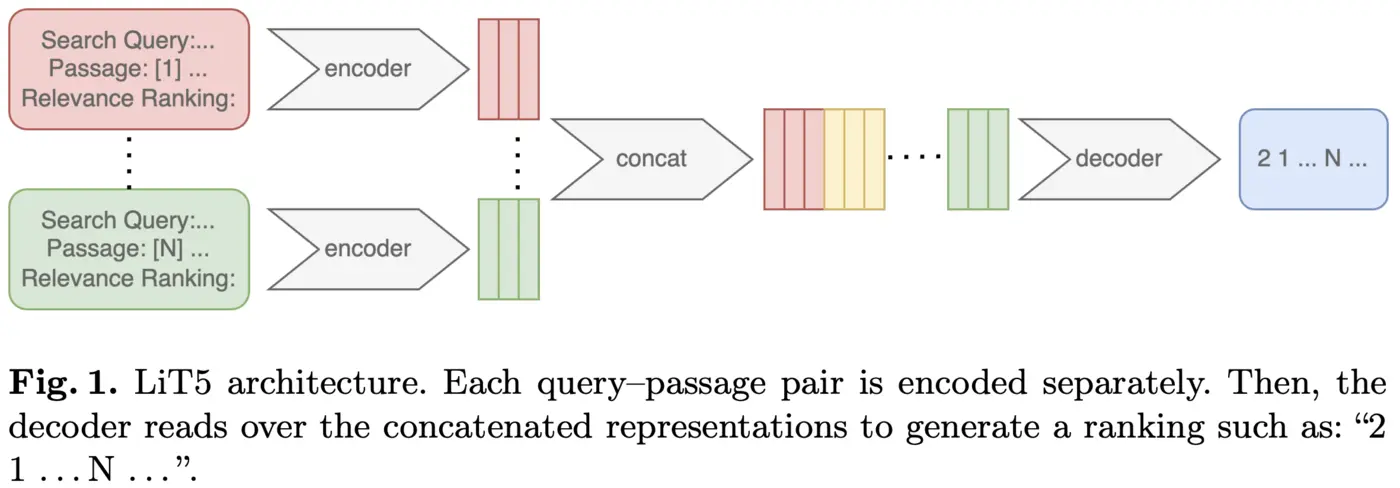 Search Query:...
Passage: [1] ...
Relevance Ranking:
encoder
Search Query:...
Passage: [N] ...
Relevance Ranking:
encoder
concat
decoder
2 1 ... N ...
Fig. 1. LiT5 architecture. Each query–passage pair is encoded separately. Then, the
decoder reads over the concatenated representations to generate a ranking such as: “2
1 … N …”.